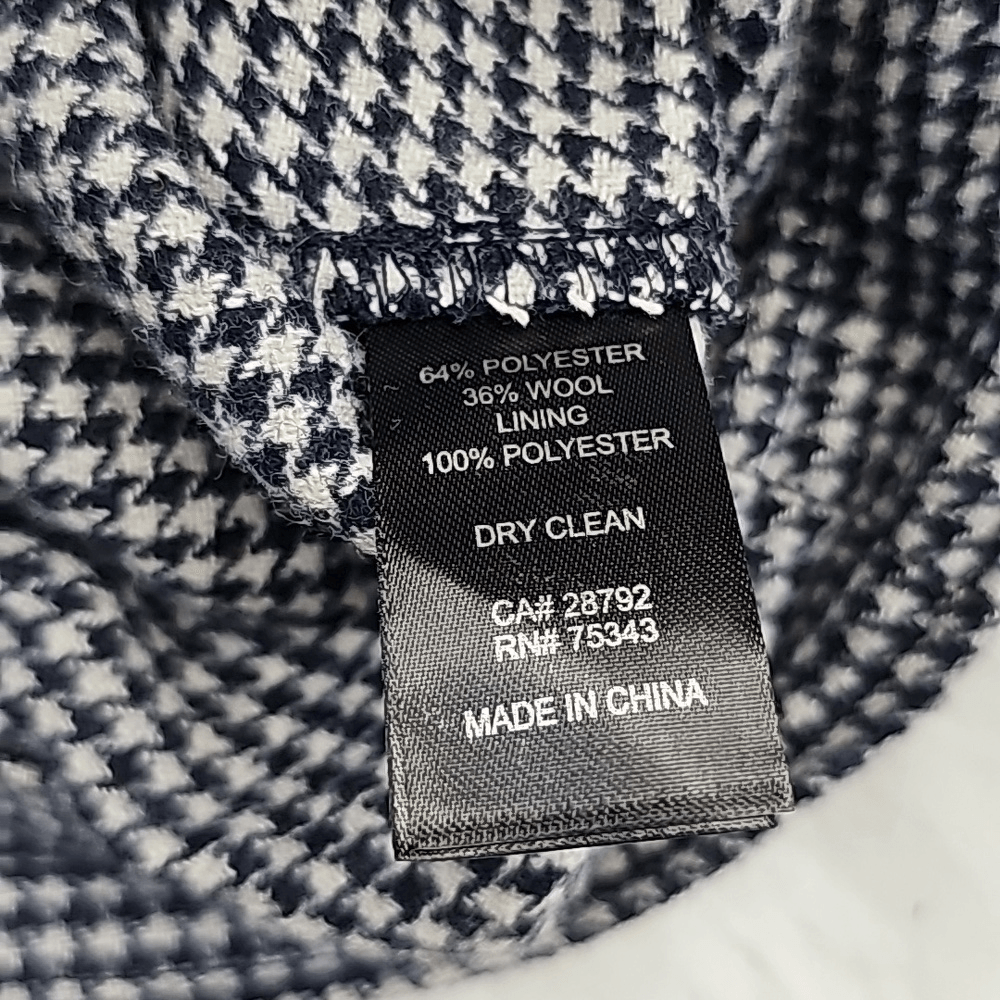 64% POLYESTER
36% WOOL
LINING
100% POLYESTER
DRY CLEAN
CA# 28792
RN# 75343
MADE IN CHINA